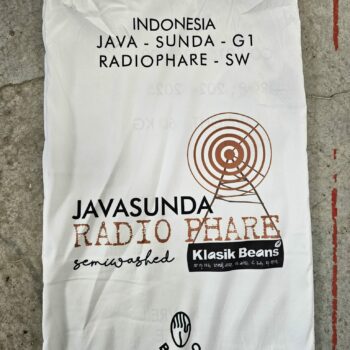 INDONESIA
JAVA - SUNDA - G1
RADIOPHARE - SW
JAVASUNDA
RADIO PHARE
semiwashed
Klasik Beans